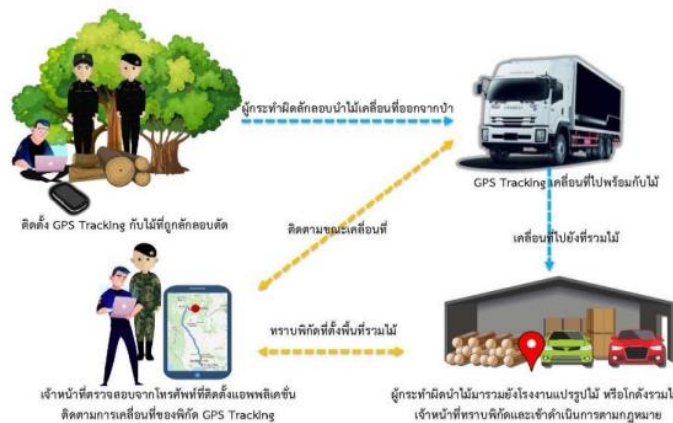 ผู้กระทำผิดลักลอบนำไม้เคลื่อนที่ออกจากป่า
GPS Tracking เคลื่อนที่ไปพร้อมกับไม้
ติดตั้ง GPS Tracking กับไม้ที่ถูกลักลอบตัด
ติดตามขณะเคลื่อนที่
เคลื่อนที่ไปยังที่รวมไม้
ทราบพิกัดที่ตั้งพื้นที่รวมไม้
เจ้าหน้าที่ตรวจสอบจากโทรศัพท์ที่ติดตั้งแอพพลิเคชั่น
ติดตามการเคลื่อนที่ของพิกัด GPS Tracking
ผู้กระทำผิดนำไม้มารวมยังโรงงานแปรรูปไม้ หรือโกดังรวมไ
เจ้าหน้าที่ทราบพิกัดและเข้าดำเนินการตามกฎหมาย